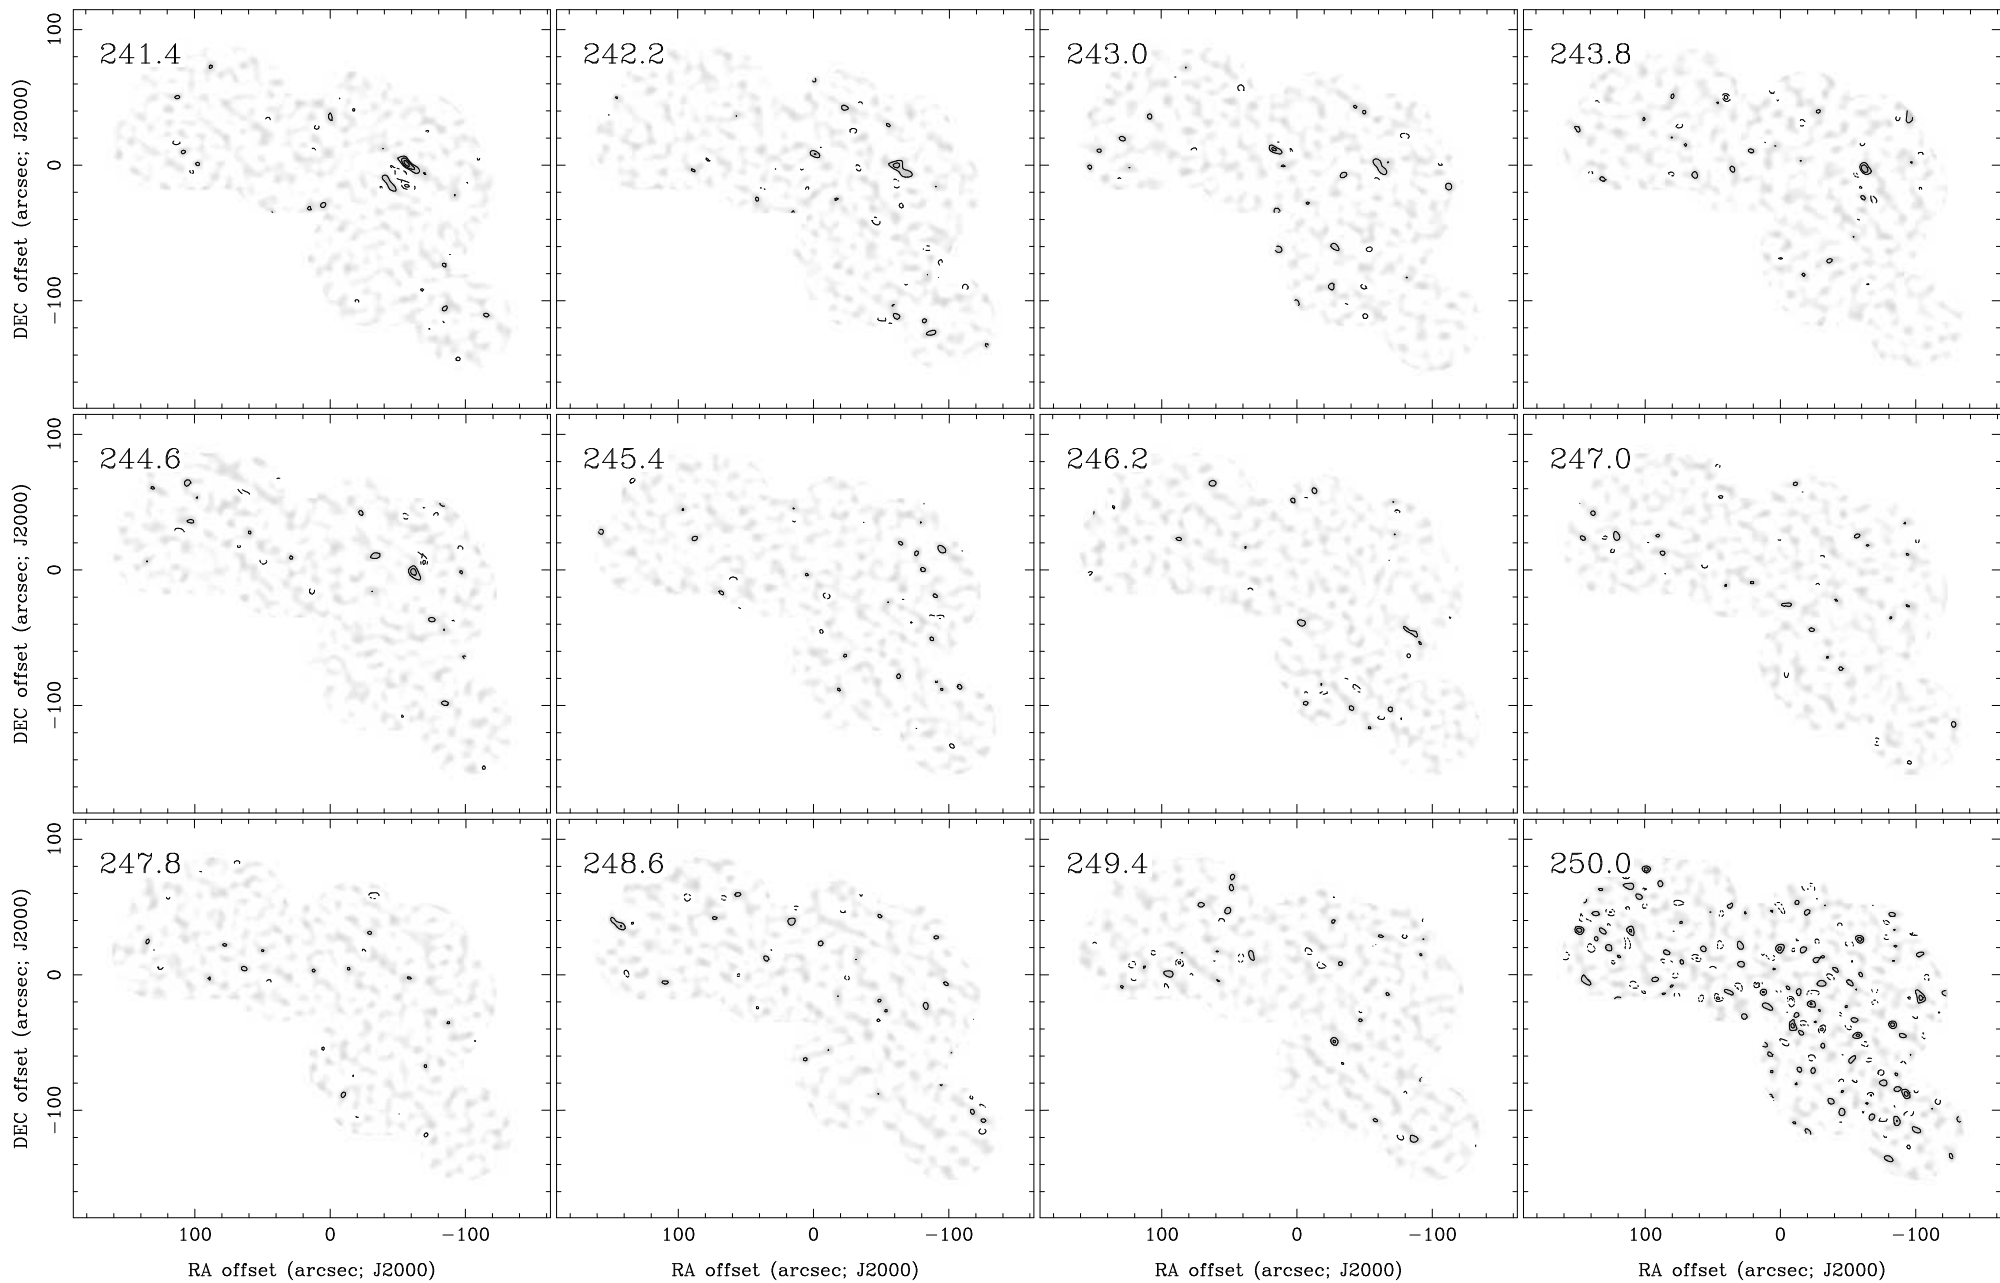 241.4 242.2 243.0 243.8
100
0
−100
DEC offset (arcsec; J2000)
244.6 245.4 246.2 247.0
100
0
−100
DEC offset (arcsec; J2000)
247.8 248.6 249.4 250.0
100
0
−100
DEC offset (arcsec; J2000)
100 0 −100 100 0 −100 100 0 −100 100 0 −100
RA offset (arcsec; J2000) RA offset (arcsec; J2000) RA offset (arcsec; J2000) RA offset (arcsec; J2000)